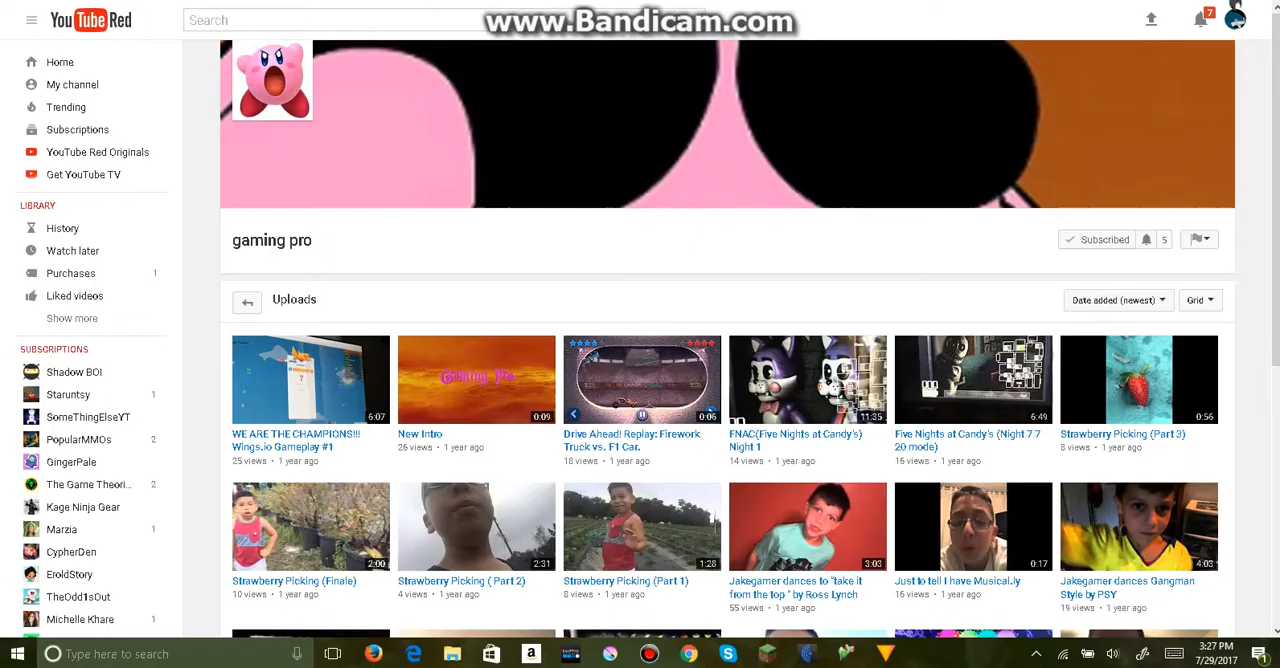 YouTube Red
Search
www.Bandicam.com
7
Home
My channel
Trending
Subscriptions
YouTube Red Originals
Get YouTube TV
LIBRARY
History
Watch later
Purchases 1
Liked videos
Show more
SUBSCRIPTIONS
Shadow BOI
Staruntsy 1
SomeThingElseYT
PopularMMOs 2
GingerPale
The Game Theori... 2
Kage Ninja Gear
Marzia 1
CypherDen
EroldStory
TheOdd1sOut
Michelle Khare 1
gaming pro
Subscribed 5
Uploads
Date added (newest)
Grid
7
6:07
Gaming Pro
0:09
0:06
11:35
6:49
0:56
WE ARE THE CHAMPIONS!!!
Wings.io Gameplay #1
25 views • 1 year ago
New Intro
26 views • 1 year ago
Drive Ahead! Replay: Firework
Truck vs. F1 Car.
18 views • 1 year ago
FNAC(Five Nights at Candy's)
Night 1
14 views • 1 year ago
Five Nights at Candy's (Night 7 7
20 mode)
16 views • 1 year ago
Strawberry Picking (Part 3)
8 views • 1 year ago
2:00
2:31
1:28
3:03
0:17
4:03
Strawberry Picking (Finale)
10 views • 1 year ago
Strawberry Picking ( Part 2)
4 views • 1 year ago
Strawberry Picking (Part 1)
8 views • 1 year ago
Jakegamer dances to "take it
from the top " by Ross Lynch
55 views • 1 year ago
Just to tell I have Musical.ly
16 views • 1 year ago
Jakegamer dances Gangman
Style by PSY
19 views • 1 year ago
Type here to search
3:27 PM
7/29/2017
1